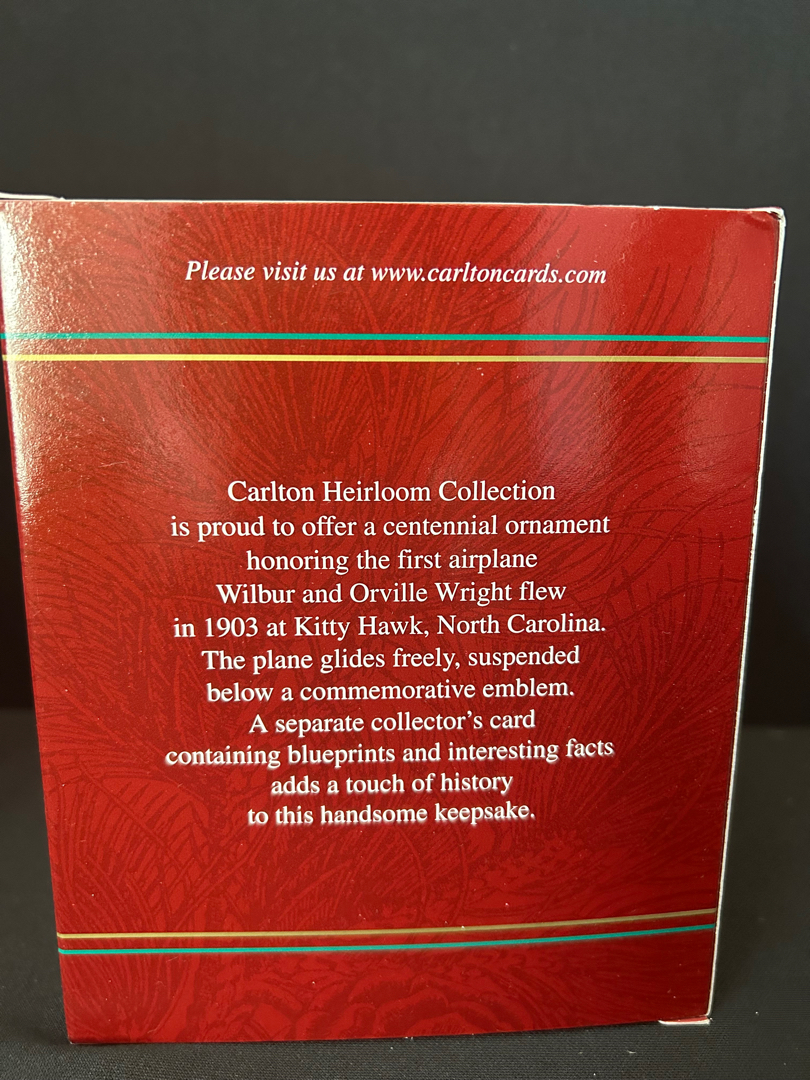 Please visit us at www.carltoncards.com
Carlton Heirloom Collection
is proud to offer a centennial ornament
honoring the first airplane
Wilbur and Orville Wright flew
in 1903 at Kitty Hawk, North Carolina.
The plane glides freely, suspended
below a commemorative emblem.
A separate collector’s card
containing blueprints and interesting facts
adds a touch of history
to this handsome keepsake.